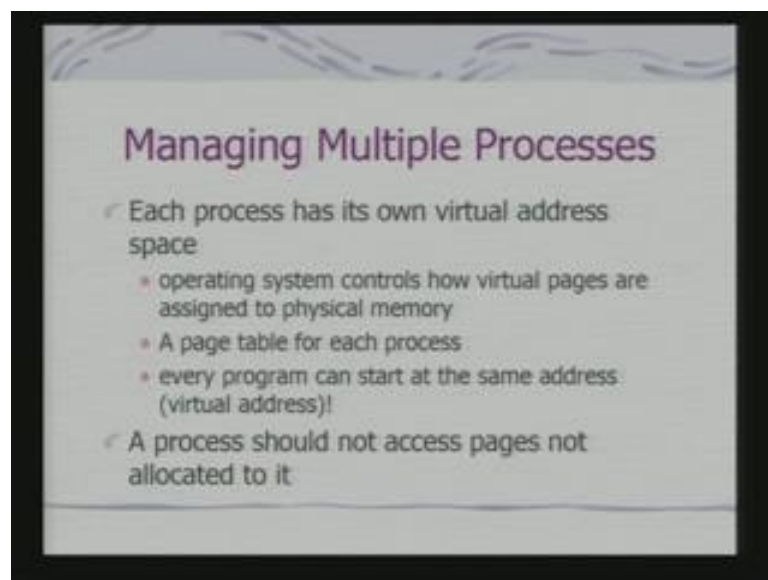 Managing Multiple Processes
Each process has its own virtual address
space
operating system controls how virtual pages are
assigned to physical memory
A page table for each process
every program can start at the same address
(virtual address)!
A process should not access pages not
allocated to it